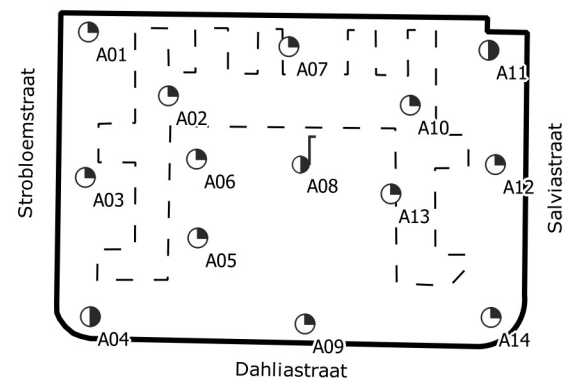 A01
A07
A11
A02
A10
A06
A08
A12
A03
A13
A05
A04
A09
A14
Strobloemstraat
Salviastraat
Dahliastraat